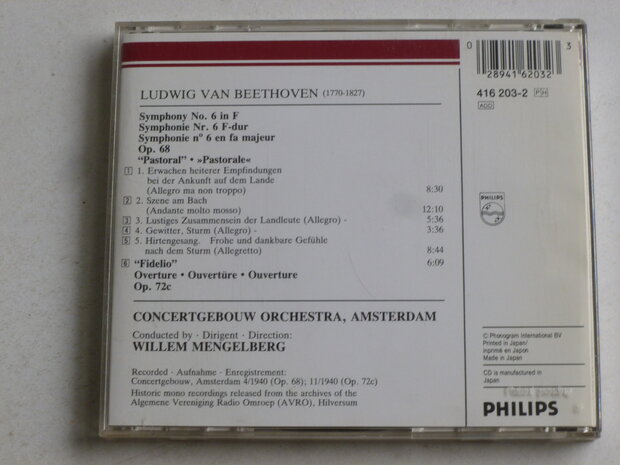 LUDWIG VAN BEETHOVEN (1770-1827)
Symphony No. 6 in F
Symphonie Nr. 6 F-dur
Symphonie n° 6 en fa majeur
Op. 68
“Pastoral” · »Pastorale«
1 1. Erwachen heiterer Empfindungen
bei der Ankunft auf dem Lande
(Allegro ma non troppo) 8:30
2 2. Szene am Bach
(Andante molto mosso) 12:10
3 3. Lustiges Zusammensein der Landleute (Allegro) - 5:36
4 4. Gewitter, Sturm (Allegro) - 3:36
5 5. Hirtengesang. Frohe und dankbare Gefühle
nach dem Sturm (Allegretto) 8:44
6 “Fidelio” 6:09
Overture · Ouvertüre · Ouverture
Op. 72c
CONCERTGEBOUW ORCHESTRA, AMSTERDAM
Conducted by · Dirigent · Direction:
WILLEM MENGELBERG
Recorded · Aufnahme · Enregistrement:
Concertgebouw, Amsterdam 4/1940 (Op. 68); 11/1940 (Op. 72c)
Historic mono recordings released from the archives of the
Algemene Vereniging Radio Omroep (AVRO), Hilversum
0 28941 62032 3
416 203-2 PH
ADD
PHILIPS
© Phonogram International BV
Printed in Japan/
imprimé en Japon
Made in Japan
CD is manufactured in
Japan
PHILIPS